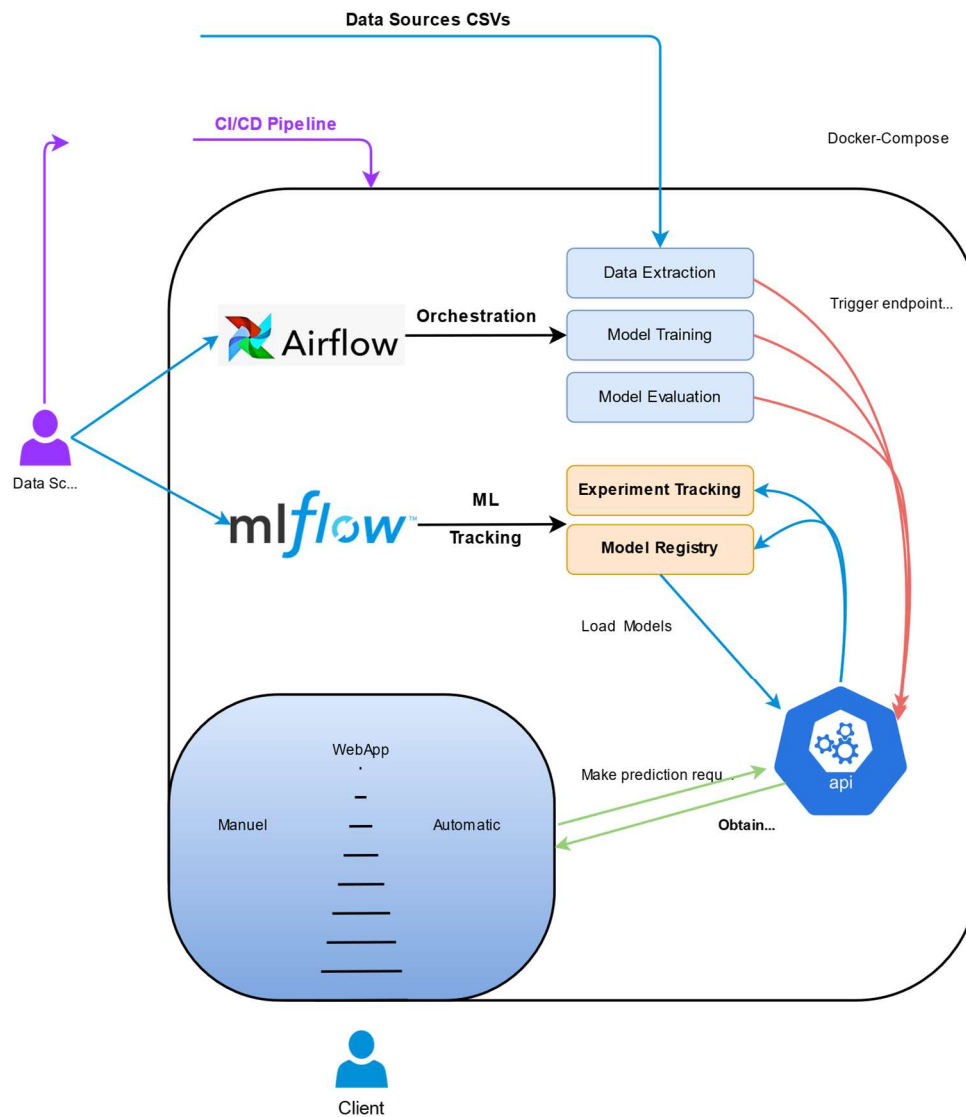 Data Sources CSVs
CI/CD Pipeline
Docker-Compose
Data Extraction
Trigger endpoint...
Airflow
Orchestration
Model Training
Model Evaluation
Data Sc...
mlflow™
ML
Tracking
Experiment Tracking
Model Registry
Load Models
WebApp
Manuel
Automatic
Make prediction requ...
api
Obtain...
Client